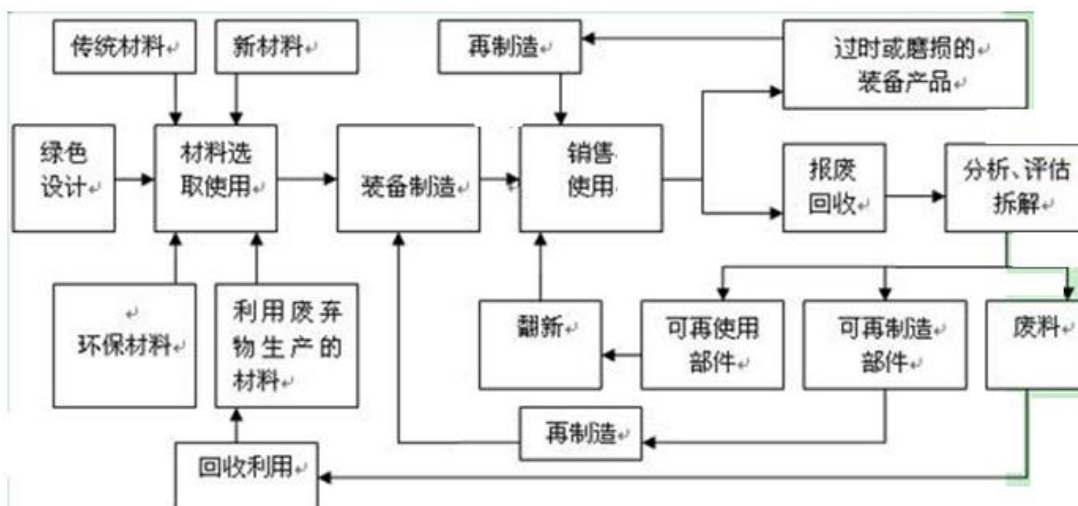 传统材料
新材料
再制造
过时或磨损的
装备产品
绿色
设计
材料选
取使用
装备制造
销售
使用
报废
回收
分析、评估
拆解
环保材料
利用废弃
物生产的
材料
翻新
可再使用
部件
可再制造
部件
废料
再制造
回收利用